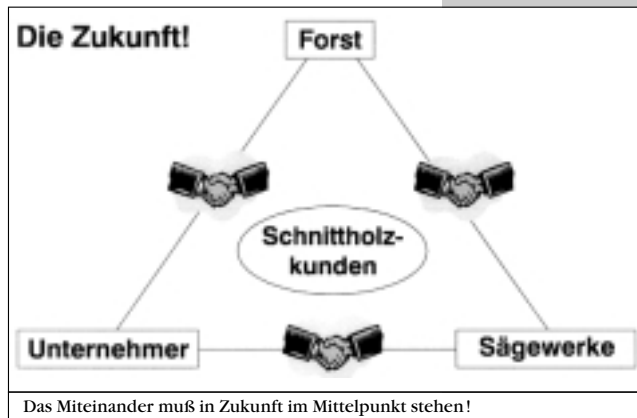 Die Zukunft!
Forst
Schnittholz-
kunden
Unternehmer
Sägewerke
Das Miteinander muß in Zukunft im Mittelpunkt stehen!